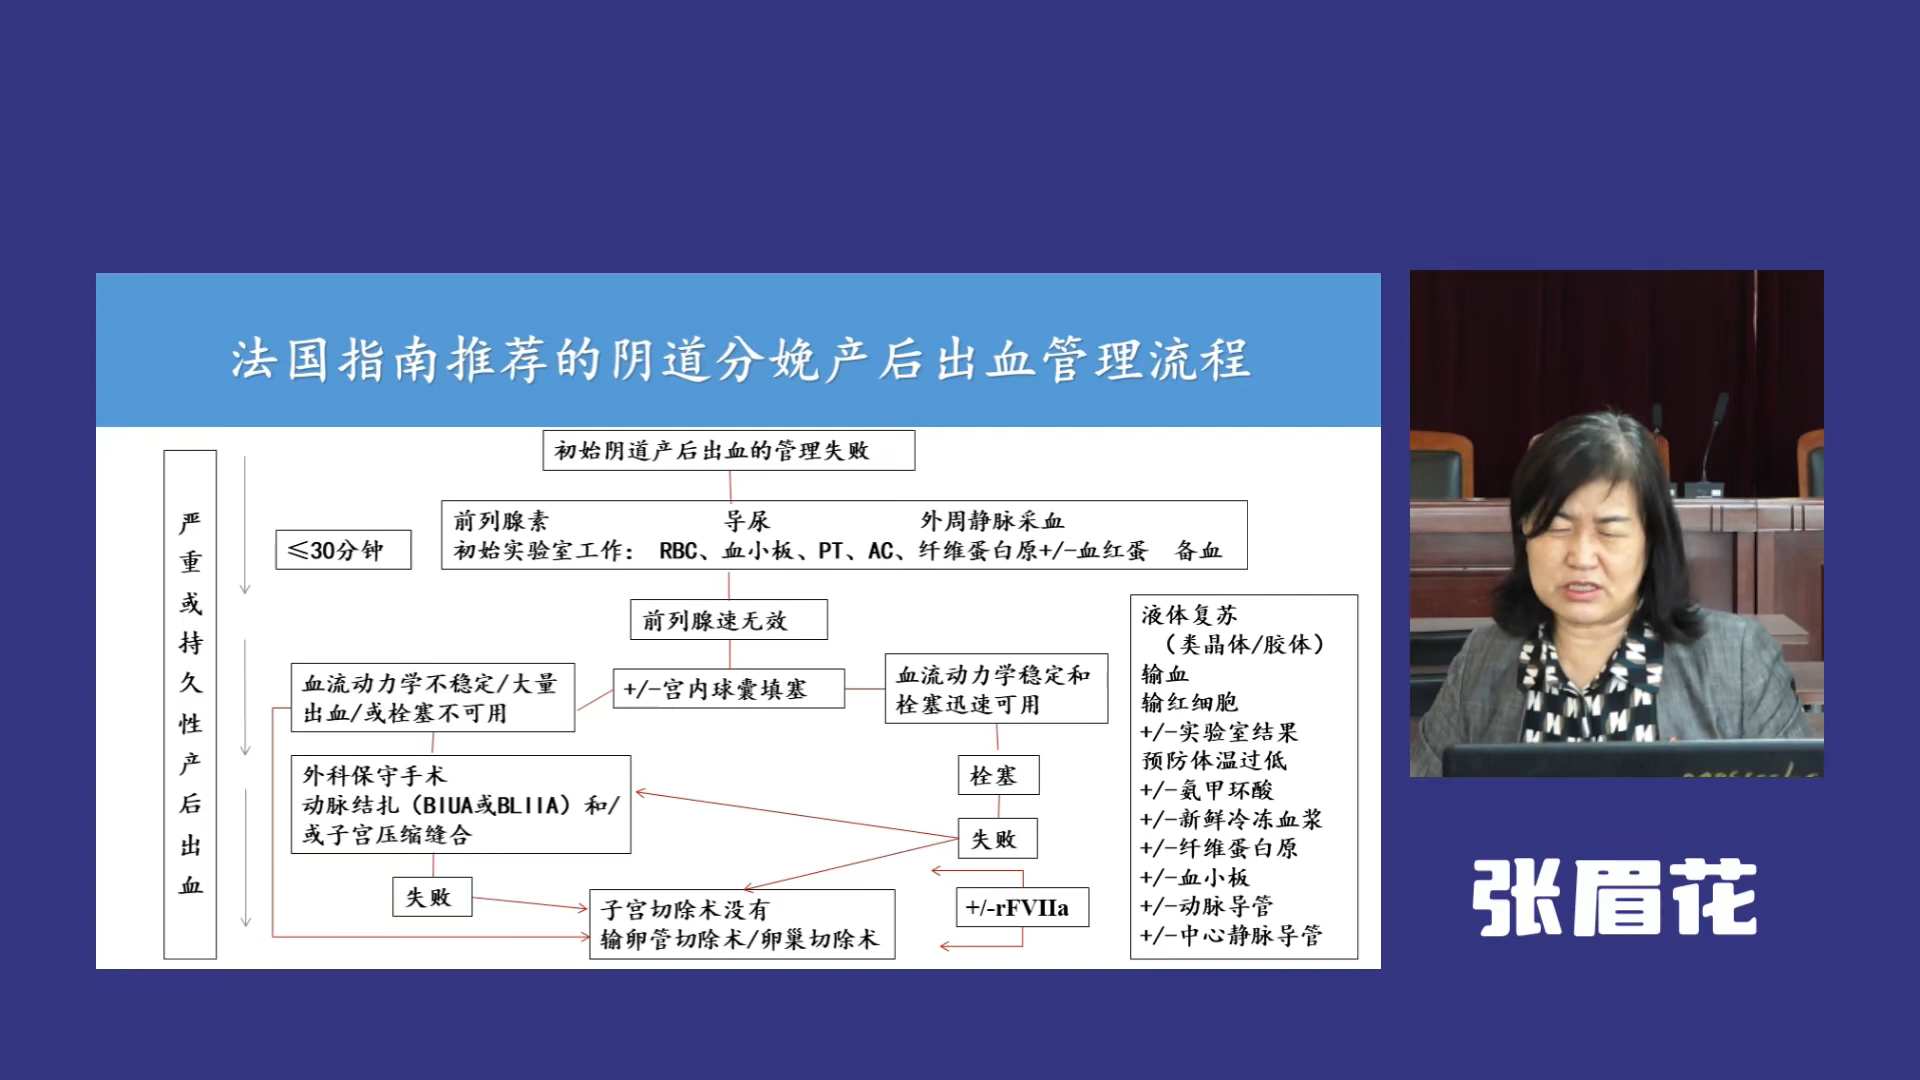 法国指南推荐的阴道分娩产后出血管理流程
严重或持久性产后出血
≤30分钟
初始阴道产后出血的管理失败
前列腺素 导尿 外周静脉采血
初始实验室工作： RBC、血小板、PT、AC、纤维蛋白原+/-血红蛋 备血
前列腺速无效
血流动力学不稳定/大量
出血/或栓塞不可用
+/-宫内球囊填塞
血流动力学稳定和
栓塞迅速可用
外科保守手术
动脉结扎（BIUA或BLIIA）和/
或子宫压缩缝合
栓塞
失败
失败
子宫切除术没有
输卵管切除术/卵巢切除术
+/-rFVIIa
液体复苏
（类晶体/胶体）
输血
输红细胞
+/-实验室结果
预防体温过低
+/-氨甲环酸
+/-新鲜冷冻血浆
+/-纤维蛋白原
+/-血小板
+/-动脉导管
+/-中心静脉导管
张眉花